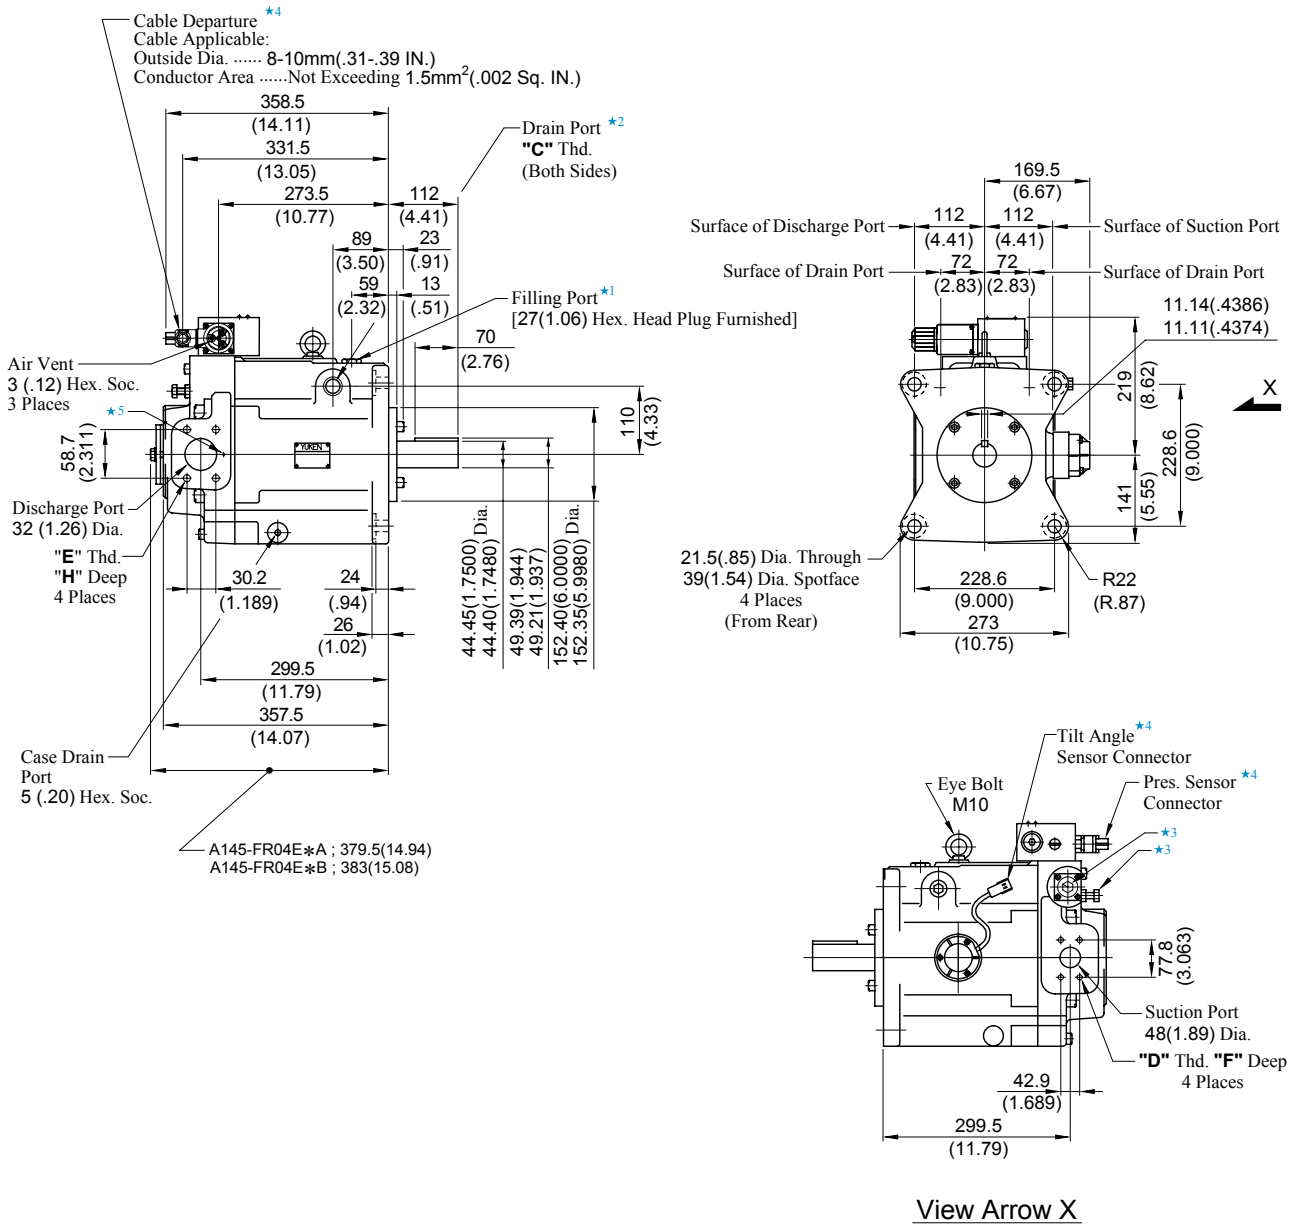 Cable Departure ★4
Cable Applicable:
Outside Dia. ...... 8-10mm(.31-.39 IN.)
Conductor Area ......Not Exceeding 1.5mm²(.002 Sq. IN.)
358.5
(14.11)
331.5
(13.05)
273.5
(10.77)
112
(4.41)
89
(3.50)
23
(.91)
59
(2.32)
13
(.51)
Drain Port ★2
"C" Thd.
(Both Sides)
Filling Port ★1
[27(1.06) Hex. Head Plug Furnished]
70
(2.76)
Air Vent
3 (.12) Hex. Soc.
3 Places
★5
58.7
(2.311)
YUKEN
110
(4.33)
Discharge Port
32 (1.26) Dia.
"E" Thd.
"H" Deep
4 Places
30.2
(1.189)
24
(.94)
26
(1.02)
44.45(1.7500) Dia.
44.40(1.7480)
49.39(1.944)
49.21(1.937)
152.40(6.0000) Dia.
152.35(5.9980)
299.5
(11.79)
357.5
(14.07)
Case Drain
Port
5 (.20) Hex. Soc.
A145-FR04E*A ; 379.5(14.94)
A145-FR04E*B ; 383(15.08)
169.5
(6.67)
Surface of Discharge Port
112
(4.41)
112
(4.41)
Surface of Suction Port
Surface of Drain Port
72
(2.83)
72
(2.83)
Surface of Drain Port
11.14(.4386)
11.11(.4374)
219
(8.62)
X
228.6
(9.000)
141
(5.55)
21.5(.85) Dia. Through
39(1.54) Dia. Spotface
4 Places
(From Rear)
228.6
(9.000)
273
(10.75)
R22
(R.87)
Tilt Angle ★4
Sensor Connector
Eye Bolt
M10
Pres. Sensor ★4
Connector
★3
★3
77.8
(3.063)
Suction Port
48(1.89) Dia.
"D" Thd. "F" Deep
4 Places
42.9
(1.689)
299.5
(11.79)
View Arrow X